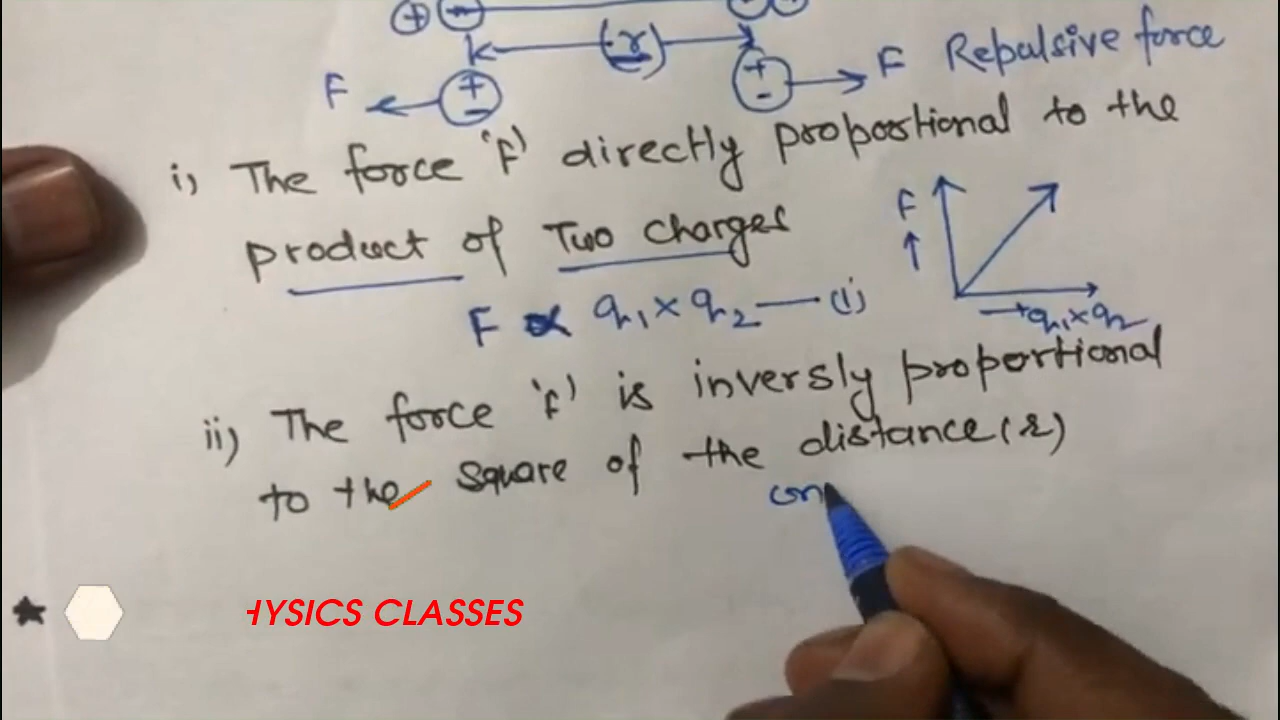 (r)
F
F Repulsive force
i) The force 'F' directly proportional to the
product of Two charges
F
F ∝ q₁ × q₂ — (i)
q₁×q₂
ii) The force 'F' is inversly proportional
to the square of the distance (r)
HYSICS CLASSES